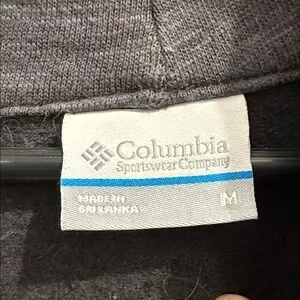 Columbia
Sportswear Company
MADE IN
SRI LANKA
M